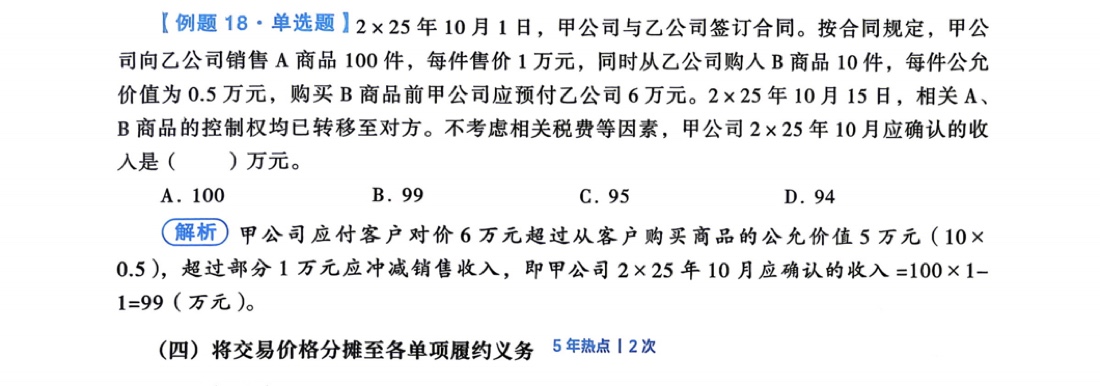 【例题 18·单选题】2×25 年 10 月 1 日，甲公司与乙公司签订合同。按合同规定，甲公
司向乙公司销售 A 商品 100 件，每件售价 1 万元，同时从乙公司购入 B 商品 10 件，每件公允
价值为 0.5 万元，购买 B 商品前甲公司应预付乙公司 6 万元。2×25 年 10 月 15 日，相关 A、
B 商品的控制权均已转移至对方。不考虑相关税费等因素，甲公司 2×25 年 10 月应确认的收
入是（　　）万元。
A. 100　B. 99　C. 95　D. 94
解析 甲公司应付客户对价 6 万元超过从客户购买商品的公允价值 5 万元（10×
0.5），超过部分 1 万元应冲减销售收入，即甲公司 2×25 年 10 月应确认的收入 =100×1-
1=99（万元）。
（四）将交易价格分摊至各单项履约义务 5 年热点 | 2 次